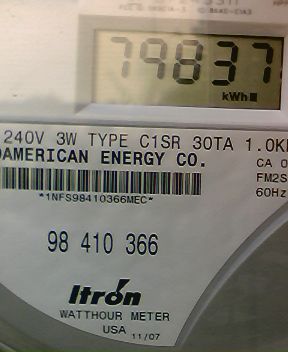 79837
kWh
240V 3W TYPE C1SR 30TA 1.0K
DAMERICAN ENERGY CO.
CA 0
FM2S
60Hz
*1NFS98410366MEC*
98 410 366
Itron
WATTHOUR METER
USA 11/07